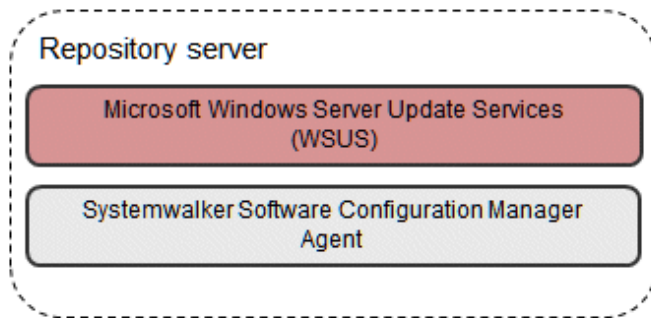 Repository server
Microsoft Windows Server Update Services
(WSUS)
Systemwalker Software Configuration Manager
Agent